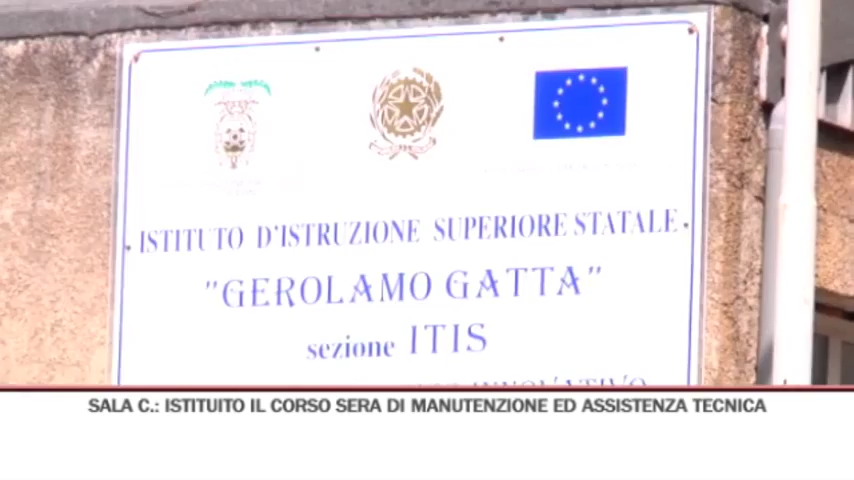 ISTITUTO D'ISTRUZIONE SUPERIORE STATALE
"GEROLAMO GATTA"
sezione ITIS
SALA C.: ISTITUITO IL CORSO SERA DI MANUTENZIONE ED ASSISTENZA TECNICA